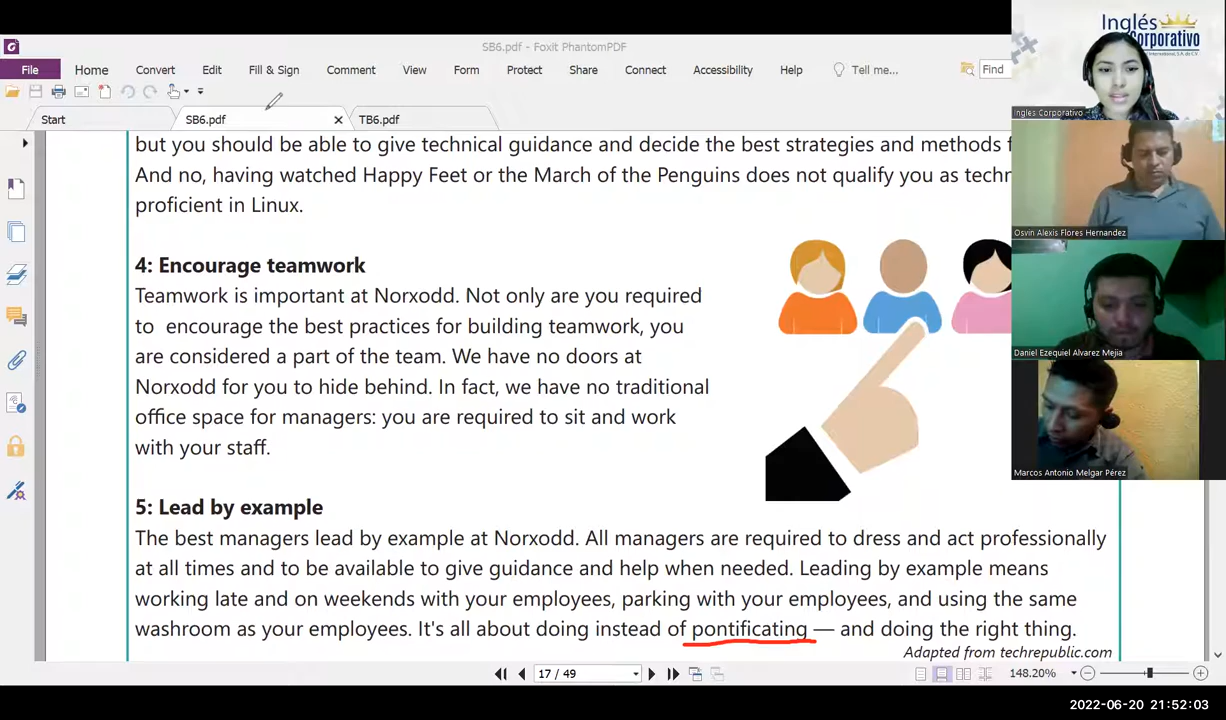 SB6.pdf - Foxit PhantomPDF
File Home Convert Edit Fill & Sign Comment View Form Protect Share Connect Accessibility Help Tell me... Find
Start SB6.pdf TB6.pdf
but you should be able to give technical guidance and decide the best strategies and methods
And no, having watched Happy Feet or the March of the Penguins does not qualify you as
proficient in Linux.
4: Encourage teamwork
Teamwork is important at Norxodd. Not only are you required
to encourage the best practices for building teamwork, you
are considered a part of the team. We have no doors at
Norxodd for you to hide behind. In fact, we have no traditional
office space for managers: you are required to sit and work
with your staff.
5: Lead by example
The best managers lead by example at Norxodd. All managers are required to dress and act professionally
at all times and to be available to give guidance and help when needed. Leading by example means
working late and on weekends with your employees, parking with your employees, and using the same
washroom as your employees. It's all about doing instead of pontificating — and doing the right thing.
Adapted from techrepublic.com
17 / 49
148.20%
Inglés
Corporativo
International, S.A. de C.V.
Ingles Corporativo
Osvin Alexis Flores Hernandez
Daniel Ezequiel Alvarez Mejia
Marcos Antonio Melgar Pérez
2022-06-20 21:52:03